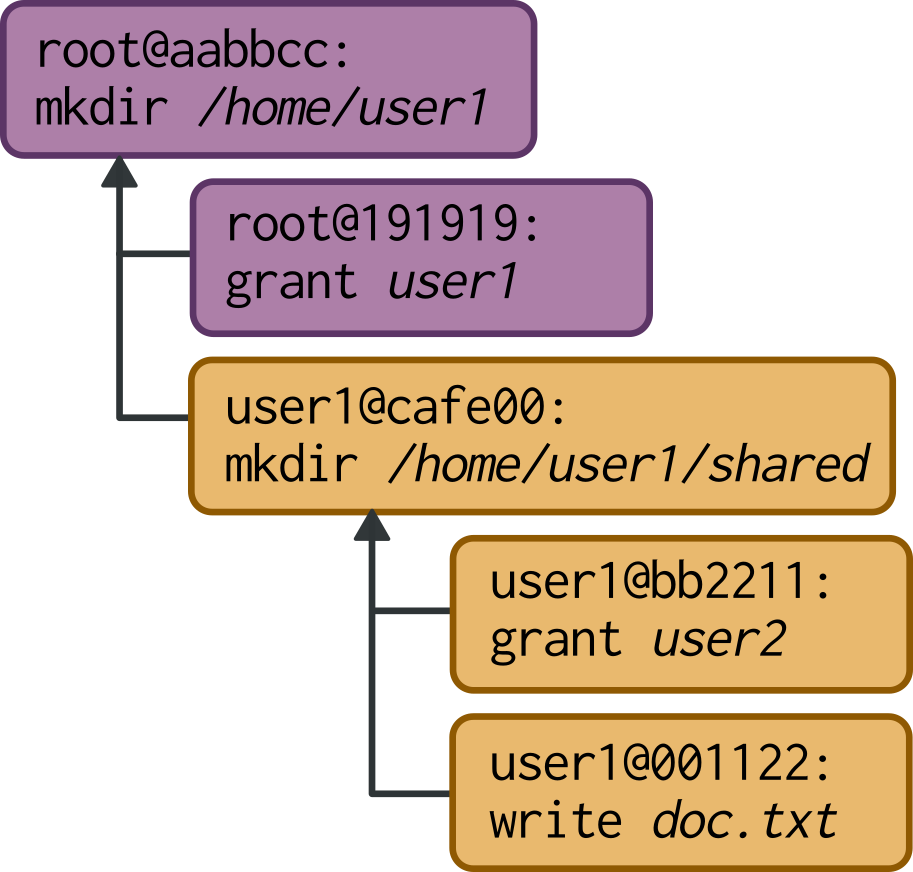 root@aabbcc:
mkdir /home/user1
root@191919:
grant user1
user1@cafe00:
mkdir /home/user1/shared
user1@bb2211:
grant user2
user1@001122:
write doc.txt